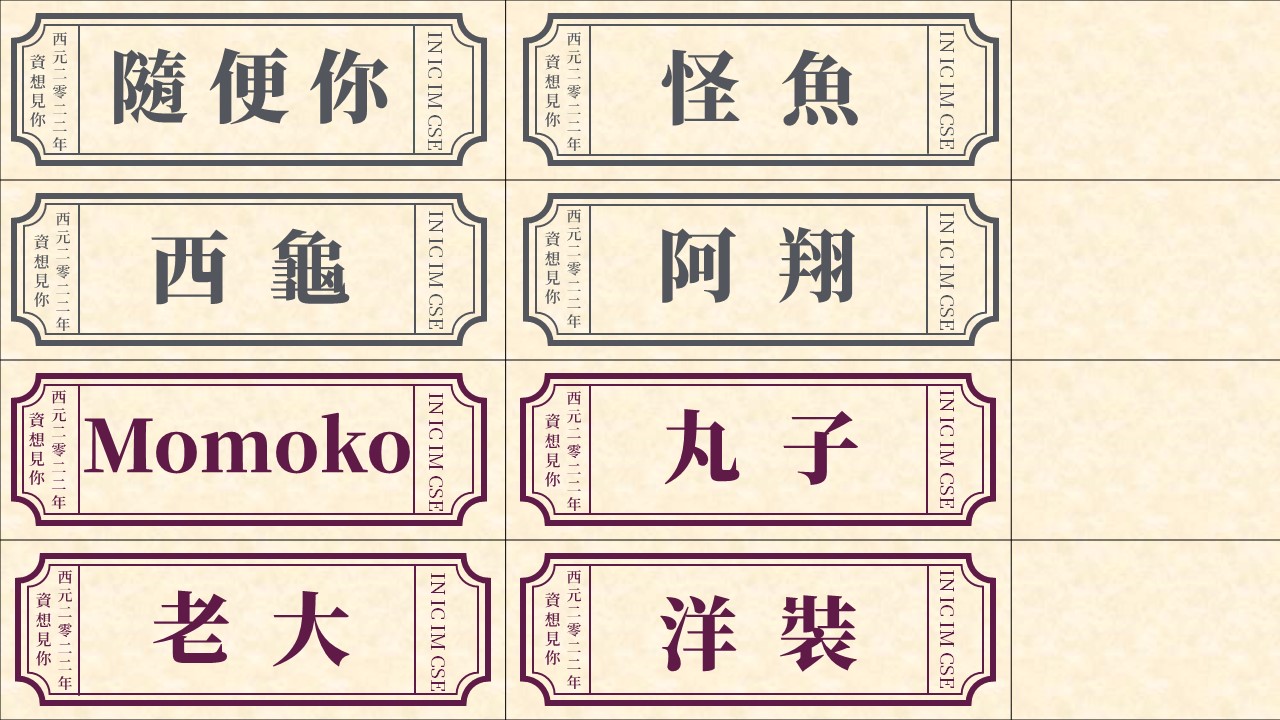 西元二零二二年
資想見你
隨便你
IN IC IM CSE
西元二零二二年
資想見你
怪魚
IN IC IM CSE
西元二零二二年
資想見你
西龜
IN IC IM CSE
西元二零二二年
資想見你
阿翔
IN IC IM CSE
西元二零二二年
資想見你
Momoko
IN IC IM CSE
西元二零二二年
資想見你
丸子
IN IC IM CSE
西元二零二二年
資想見你
老大
IN IC IM CSE
西元二零二二年
資想見你
洋裝
IN IC IM CSE